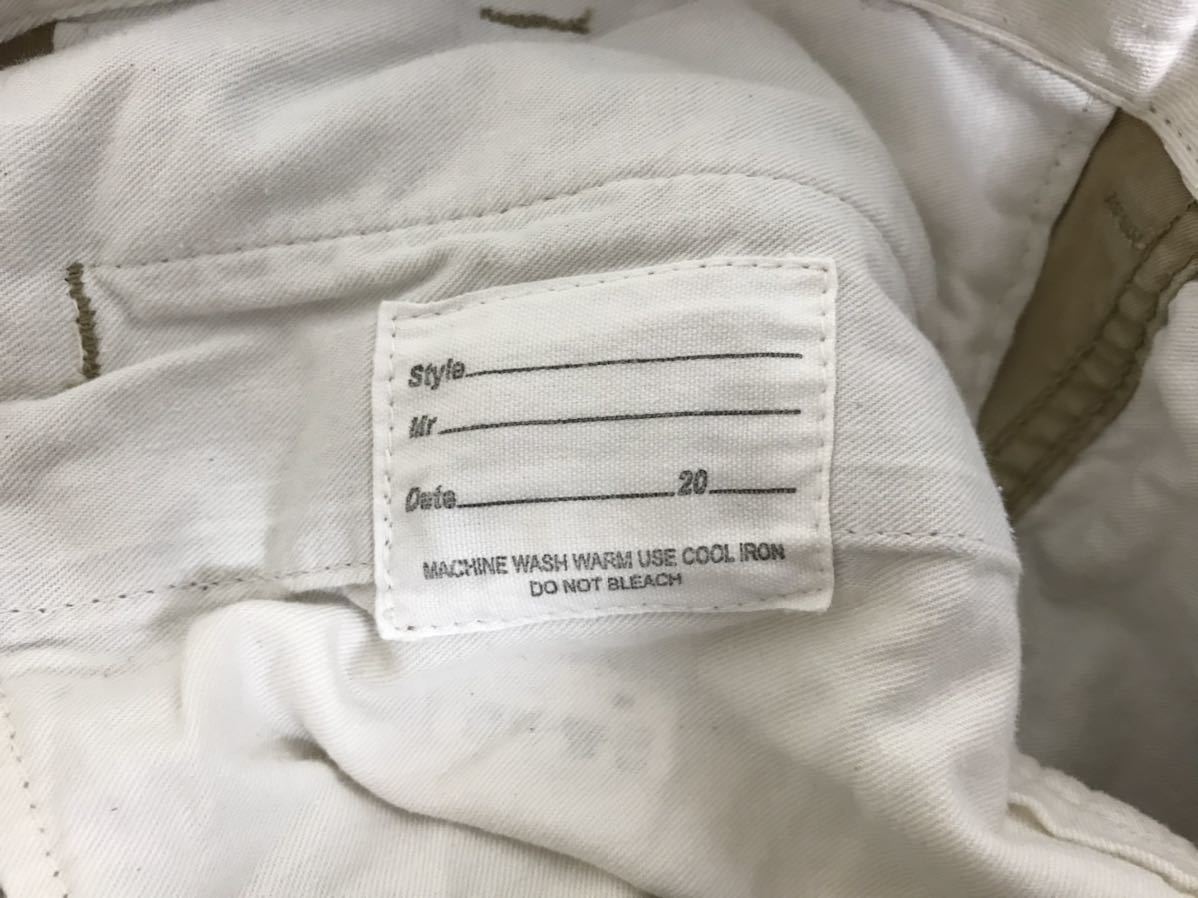 Style
Mr
Date 20
MACHINE WASH WARM USE COOL IRON
DO NOT BLEACH